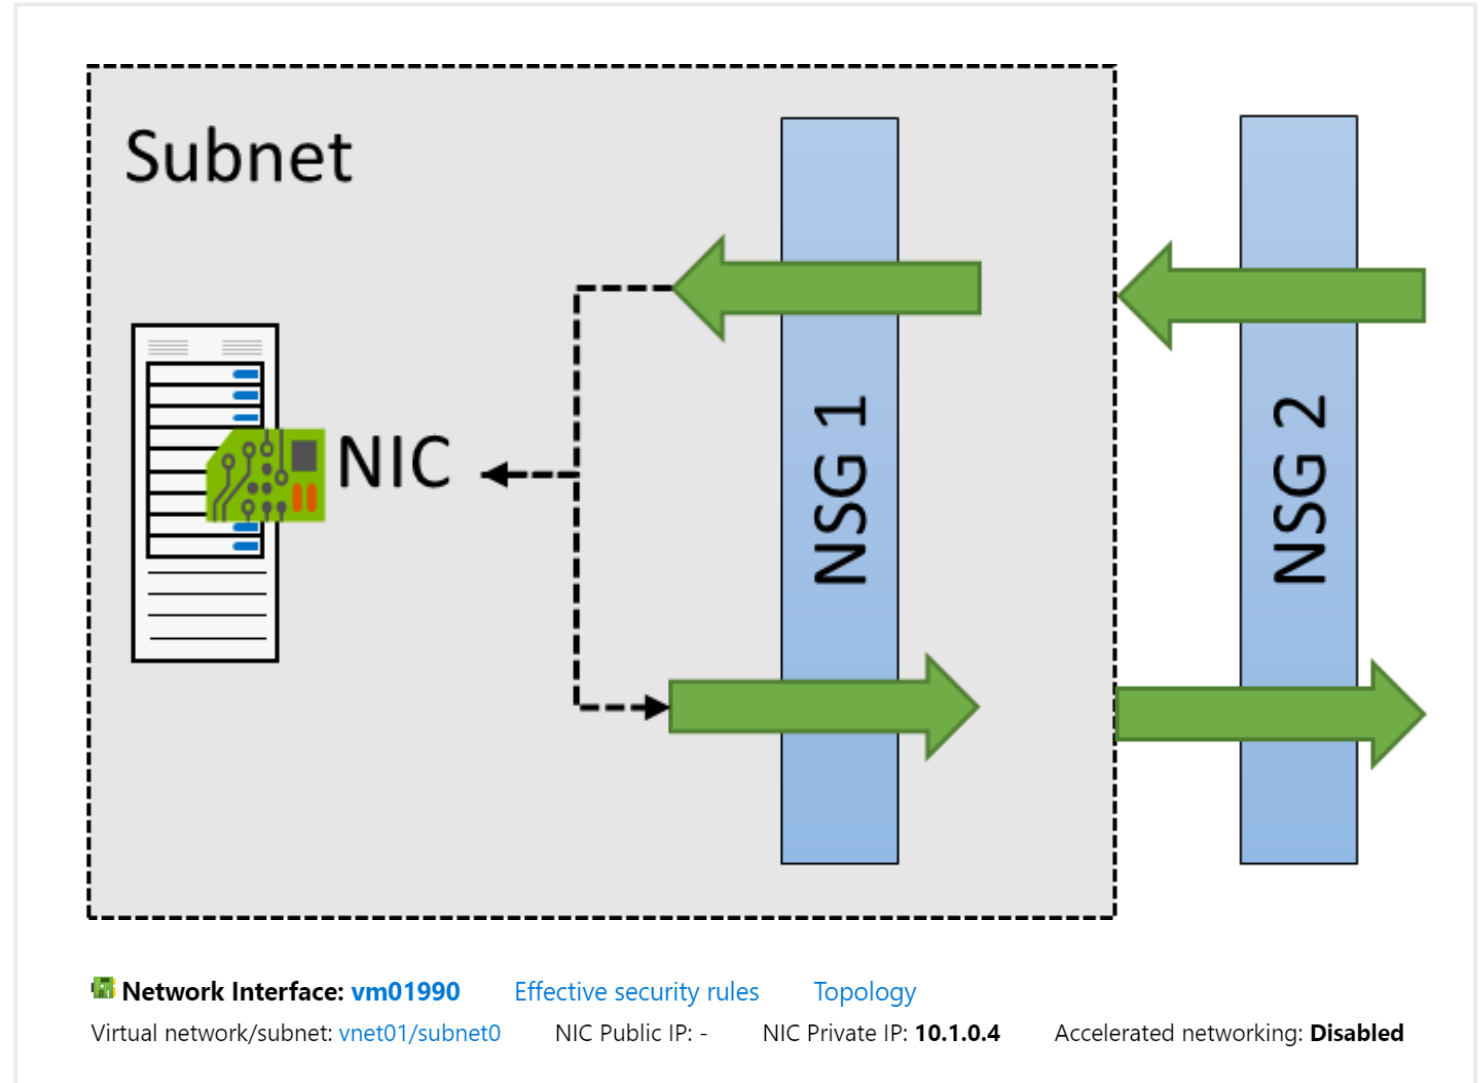 Subnet
NIC
NSG 1
NSG 2
Network Interface: vm01990 Effective security rules Topology
Virtual network/subnet: vnet01/subnet0 NIC Public IP: - NIC Private IP: 10.1.0.4 Accelerated networking: Disabled